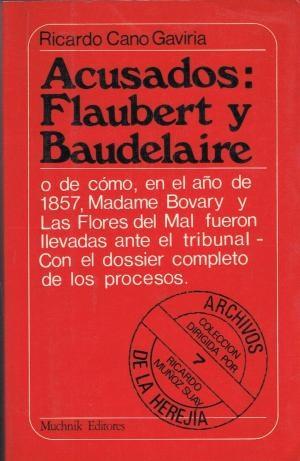 Ricardo Cano Gaviria
Acusados:
Flaubert y
Baudelaire
o de cómo, en el año de
1857, Madame Bovary y
Las Flores del Mal fueron
llevadas ante el tribunal -
Con el dossier completo
de los procesos.
ARCHIVOS
COLECCION
DIRIGIDA POR
7
RICARDO
MUÑOZ SUAY
DE LA HEREJÍA
Muchnik Editores